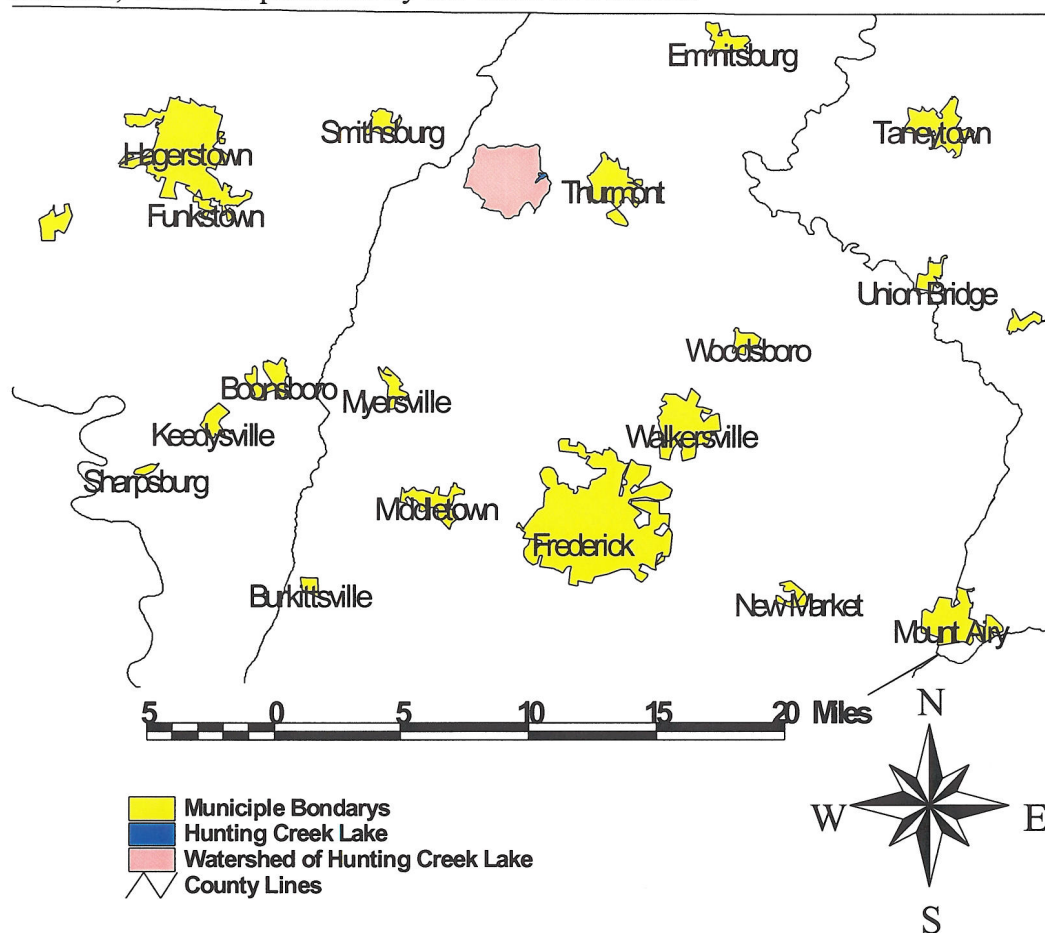 Emmitsburg
Smithsburg
Taneytown
Hagerstown
Thurmont
Funkstown
Union Bridge
Woodsboro
Boonsboro
Myersville
Keedysville
Walkersville
Sharpsburg
Middletown
Frederick
Burkittsville
New Market
Mount Airy
5 0 5 10 15 20 Miles
N
W E
S
Municiple Bondarys
Hunting Creek Lake
Watershed of Hunting Creek Lake
County Lines